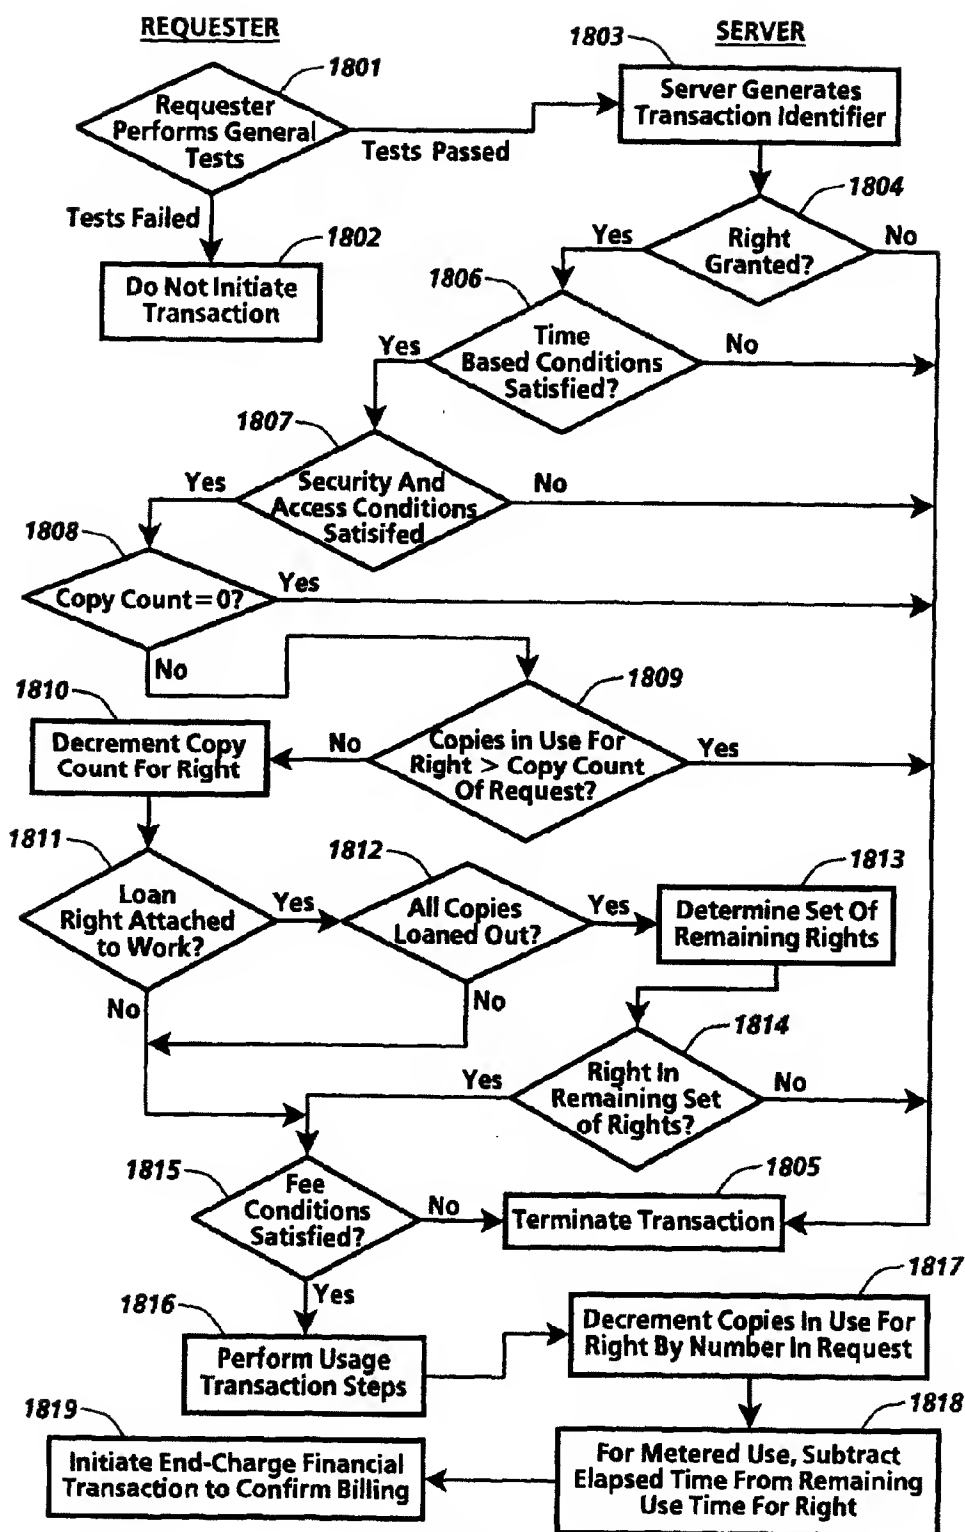 REQUESTER
SERVER
1801
1803
Requester
Performs General
Tests
Server Generates
Transaction Identifier
Tests Passed
Tests Failed
1802
Do Not Initiate
Transaction
1804
Right
Granted?
Yes
No
1806
Time
Based Conditions
Satisfied?
Yes
No
1807
Security And
Access Conditions
Satisifed
Yes
No
1808
Copy Count=0?
Yes
No
1809
Copies in Use For
Right > Copy Count
Of Request?
No
Yes
1810
Decrement Copy
Count For Right
1811
Loan
Right Attached
to Work?
Yes
No
1812
All Copies
Loaned Out?
Yes
No
1813
Determine Set Of
Remaining Rights
1814
Right In
Remaining Set
of Rights?
Yes
No
1815
Fee
Conditions
Satisfied?
No
Yes
1805
Terminate Transaction
1816
Perform Usage
Transaction Steps
1817
Decrement Copies In Use For
Right By Number In Request
1818
For Metered Use, Subtract
Elapsed Time From Remaining
Use Time For Right
1819
Initiate End-Charge Financial
Transaction to Confirm Billing